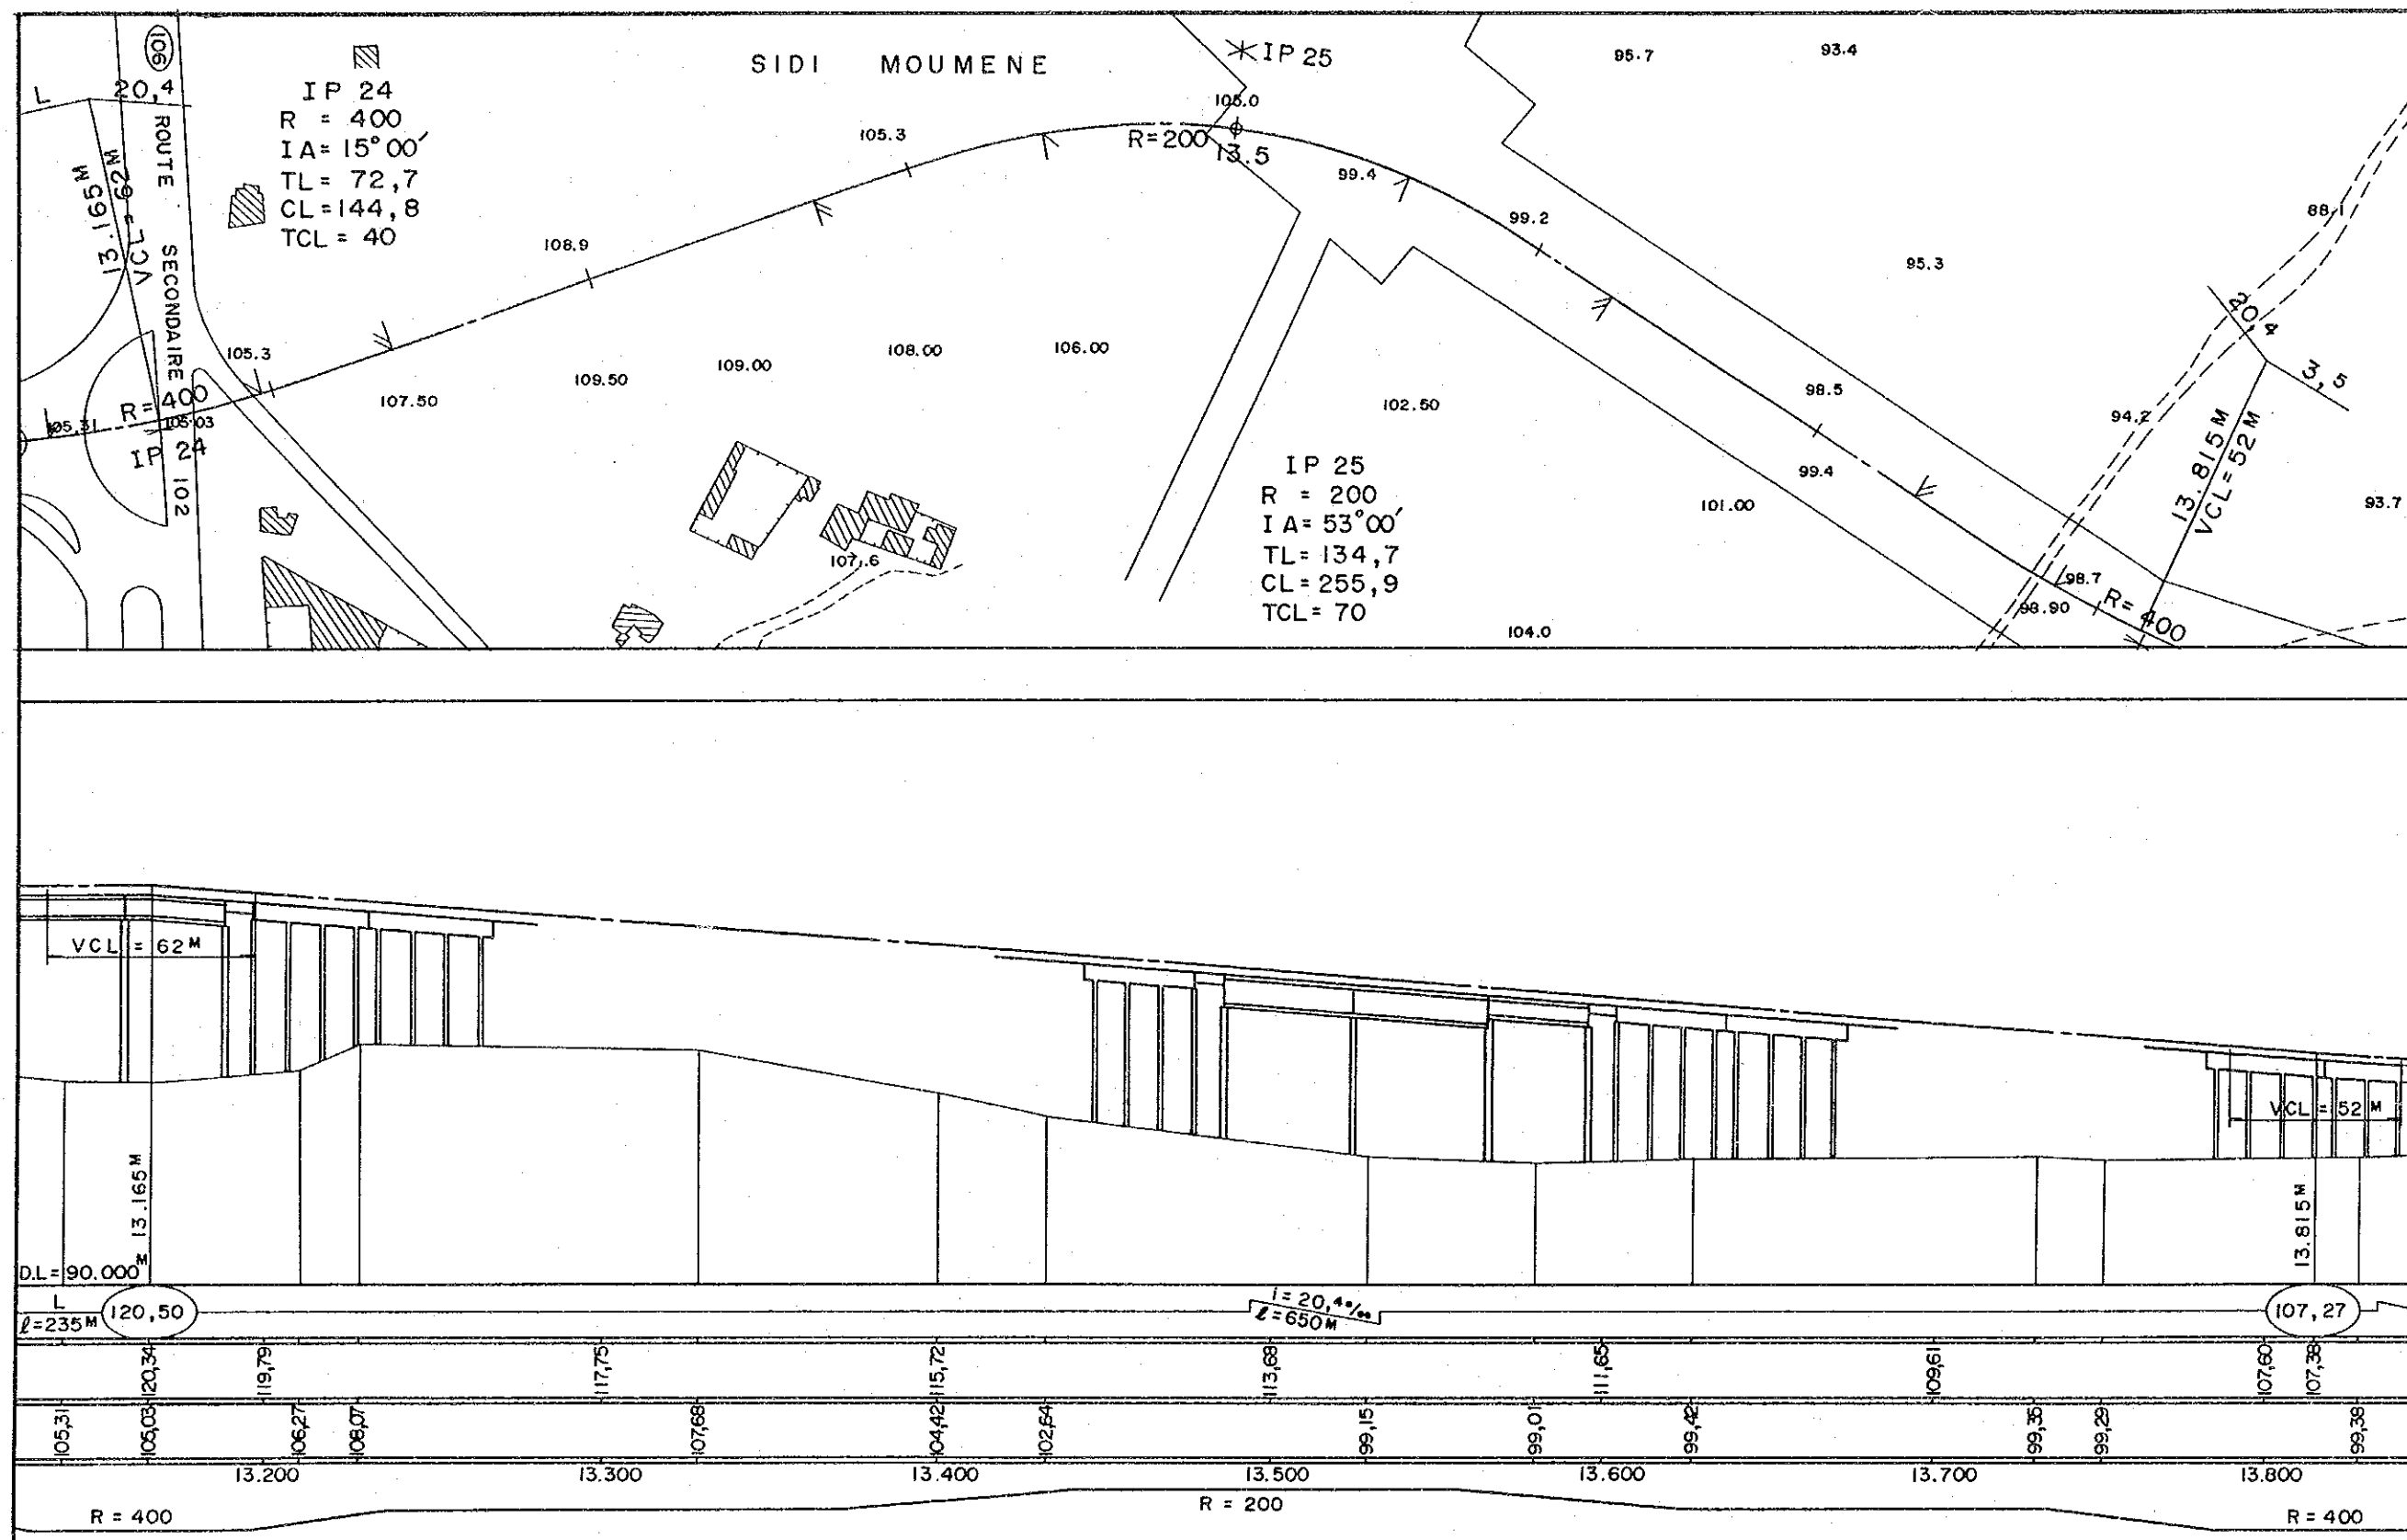 SIDI MOUMENE
IP 25
95.7
93.4
106
20,4
L
IP 24
R = 400
IA = 15°00′
TL = 72,7
CL = 144,8
TCL = 40
13.165M
VCL = 62M
ROUTE SECONDAIRE 102
105.0
105.3
R=200
13.5
99.4
99.2
88.1
108.9
95.3
20,4
3,5
105.3
107.50
109.50
109.00
108.00
106.00
102.50
98.5
94.2
13.815M
VCL = 52M
R=400
105,31
105.03
IP 24
IP 25
R = 200
IA = 53°00′
TL = 134,7
CL = 255,9
TCL = 70
99.4
101.00
93.7
107.6
104.0
98.7
98.90
R=400
VCL = 62M
VCL = 52M
13.165M
13.815M
D.L=90.000
L
ℓ=235M
120,50
i=20,4‰
ℓ=650M
107,27
120,34
119,79
117,75
115,72
113,68
111,65
109,61
107,60
107,38
105,31
105,03
106,27
108,07
107,68
104,42
102,64
99,15
99,01
99,42
99,35
99,29
99,38
13.200
13.300
13.400
13.500
13.600
13.700
13.800
R = 400
R = 200
R = 400